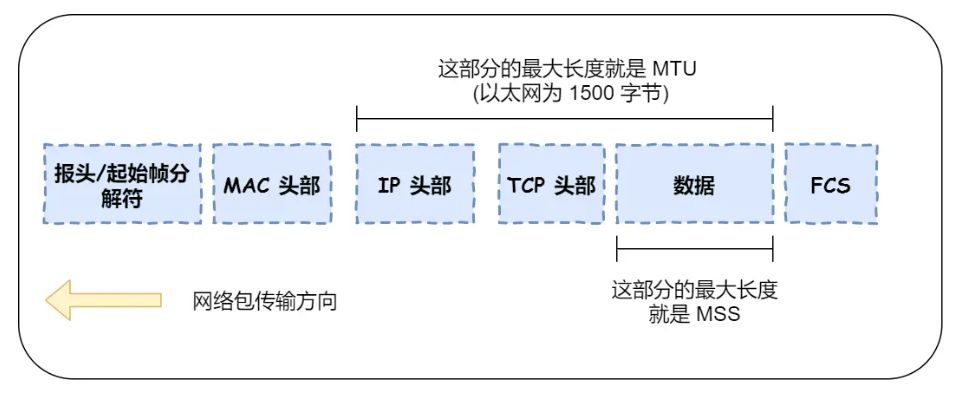 这部分的最大长度就是 MTU
(以太网为 1500 字节)
报头/起始帧分
解符
MAC 头部
IP 头部
TCP 头部
数据
FCS
这部分的最大长度
就是 MSS
网络包传输方向